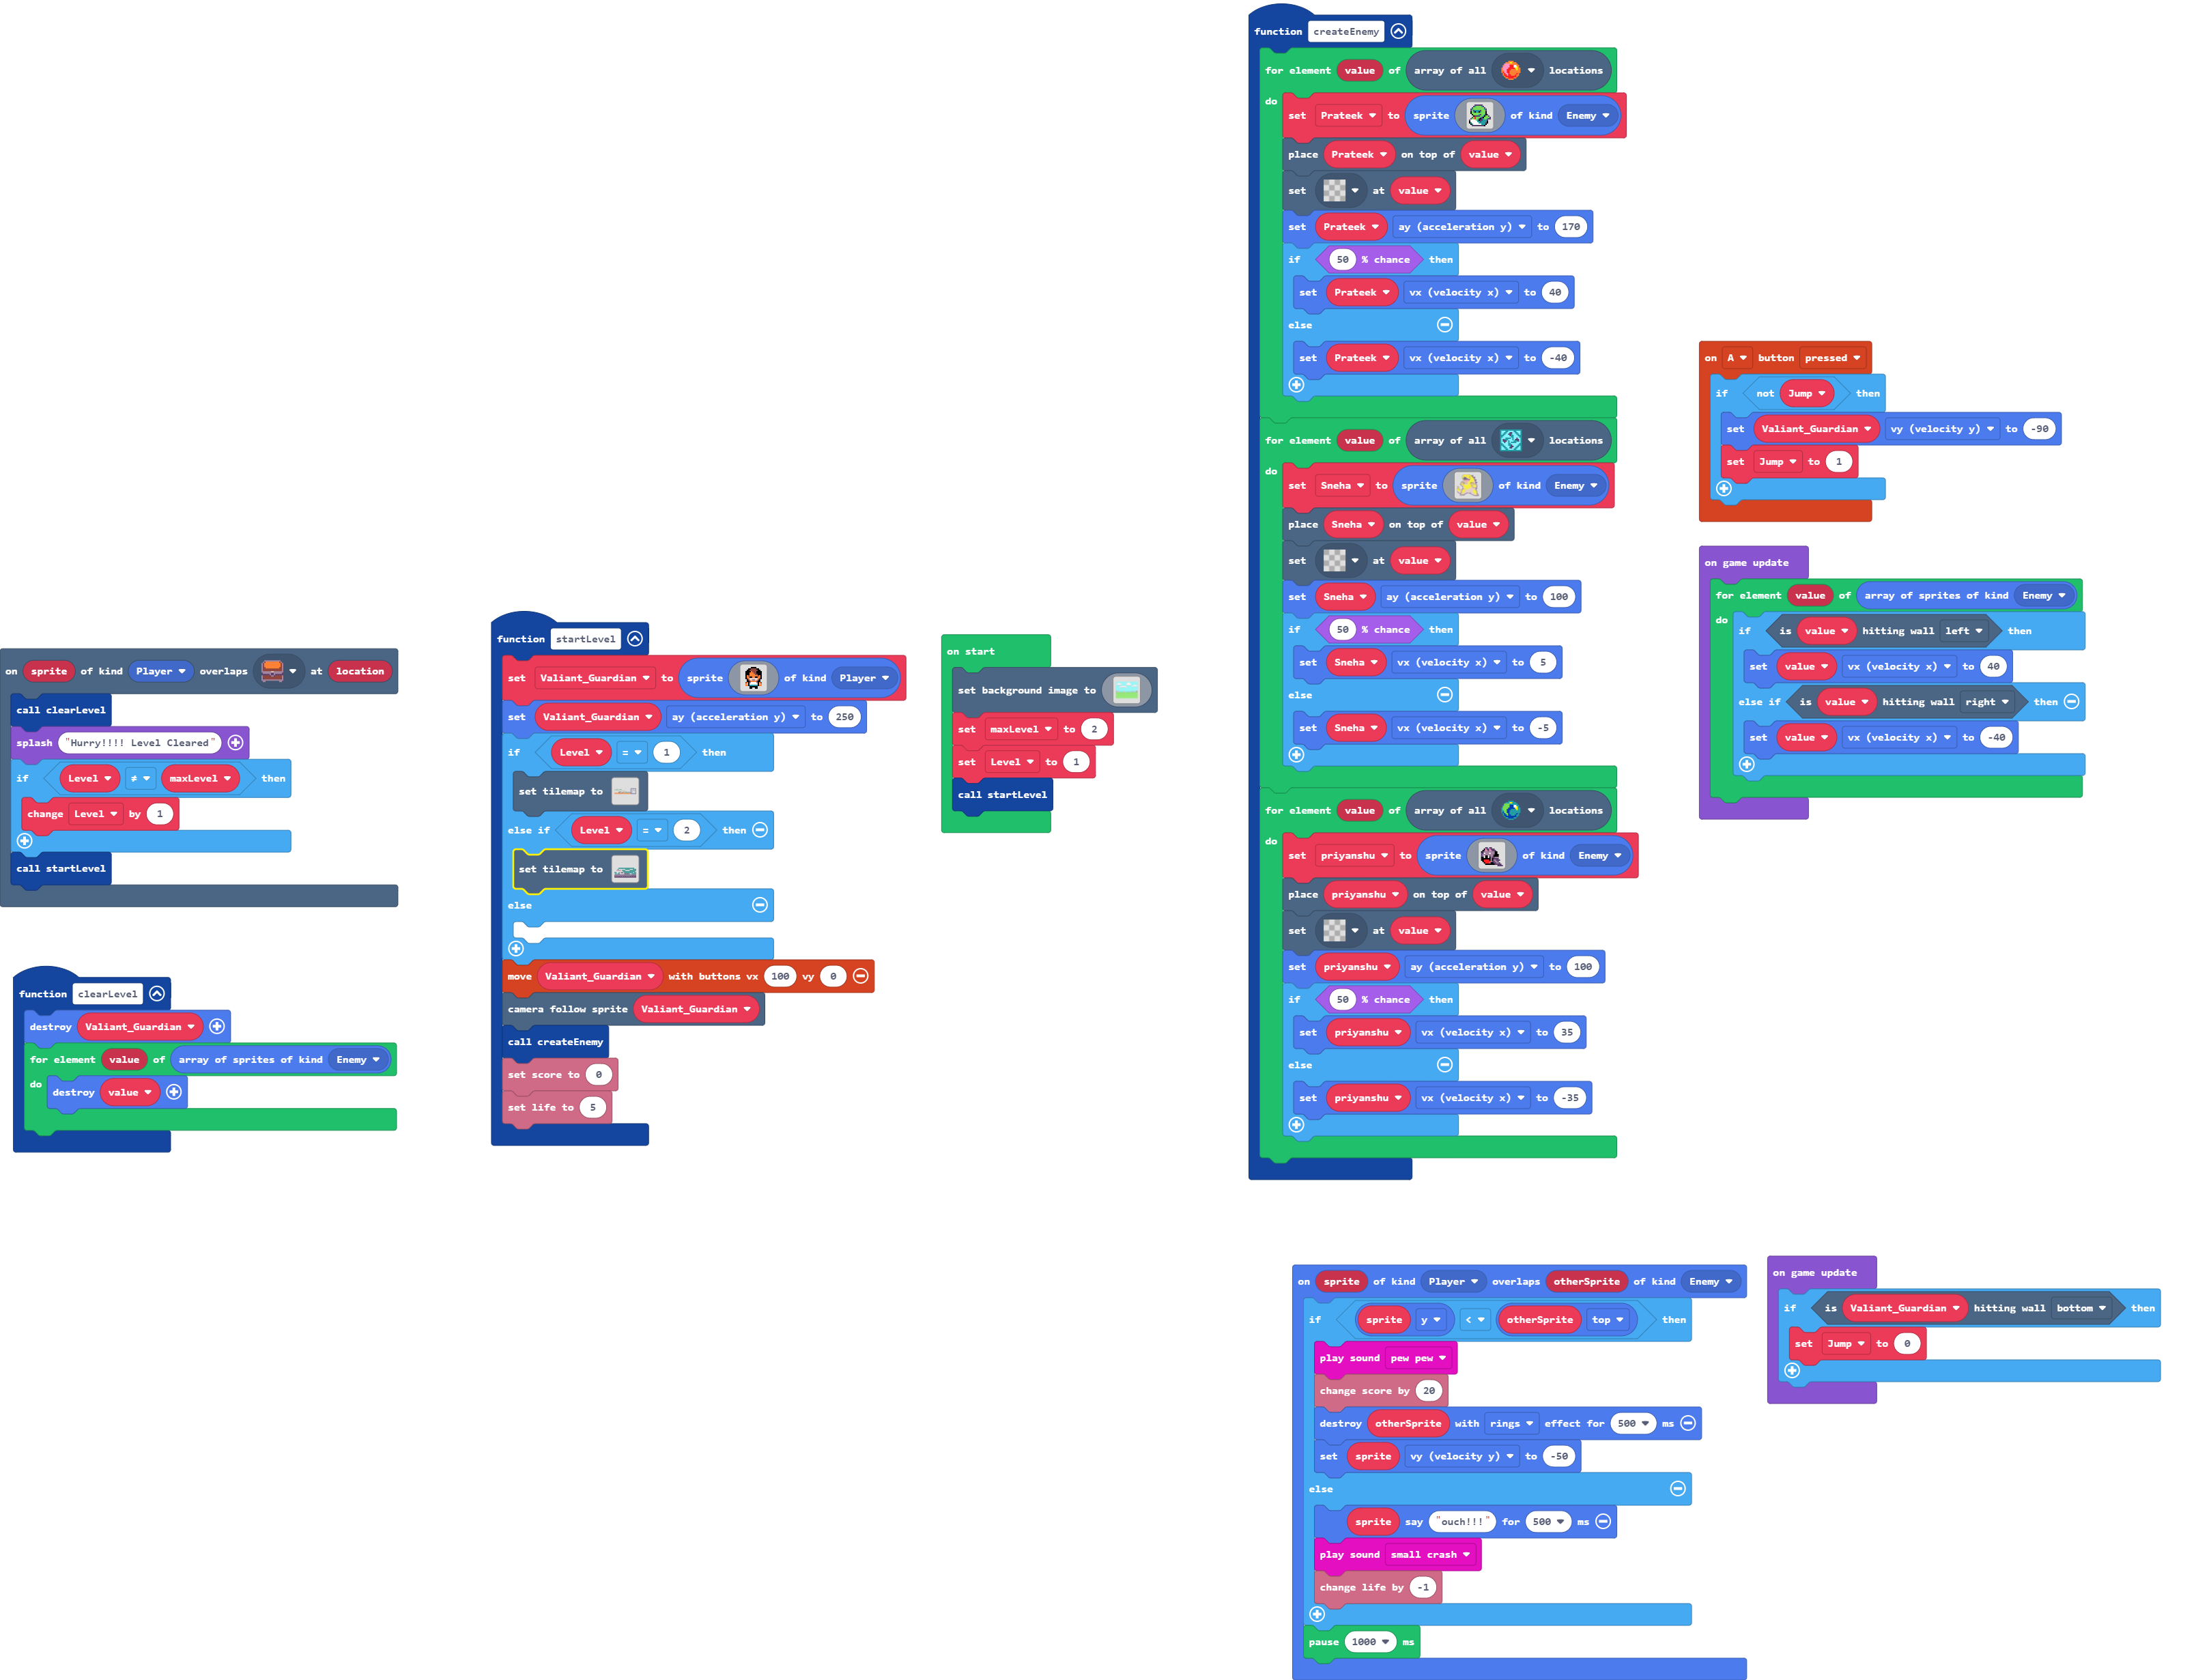 on sprite of kind Player overlaps at location
call clearLevel
splash "Hurry!!!! Level Cleared"
if Level ≠ maxLevel then
change Level by 1
call startLevel
function clearLevel
destroy Valiant_Guardian
for element value of array of sprites of kind Enemy
do
destroy value
function startLevel
set Valiant_Guardian to sprite of kind Player
set Valiant_Guardian ay (acceleration y) to 250
if Level = 1 then
set tilemap to
else if Level = 2 then
set tilemap to
else
move Valiant_Guardian with buttons vx 100 vy 0
camera follow sprite Valiant_Guardian
call createEnemy
set score to 0
set life to 5
on start
set background image to
set maxLevel to 2
set Level to 1
call startLevel
function createEnemy
for element value of array of all locations
do
set Prateek to sprite of kind Enemy
place Prateek on top of value
set at value
set Prateek ay (acceleration y) to 170
if 50 % chance then
set Prateek vx (velocity x) to 40
else
set Prateek vx (velocity x) to -40
for element value of array of all locations
do
set Sneha to sprite of kind Enemy
place Sneha on top of value
set at value
set Sneha ay (acceleration y) to 100
if 50 % chance then
set Sneha vx (velocity x) to 5
else
set Sneha vx (velocity x) to -5
for element value of array of all locations
do
set priyanshu to sprite of kind Enemy
place priyanshu on top of value
set at value
set priyanshu ay (acceleration y) to 100
if 50 % chance then
set priyanshu vx (velocity x) to 35
else
set priyanshu vx (velocity x) to -35
on A button pressed
if not Jump then
set Valiant_Guardian vy (velocity y) to -90
set Jump to 1
on game update
for element value of array of sprites of kind Enemy
do
if is value hitting wall left then
set value vx (velocity x) to 40
else if is value hitting wall right then
set value vx (velocity x) to -40
on sprite of kind Player overlaps otherSprite of kind Enemy
if sprite y < otherSprite top then
play sound pew pew
change score by 20
destroy otherSprite with rings effect for 500 ms
set sprite vy (velocity y) to -50
else
sprite say "ouch!!!" for 500 ms
play sound small crash
change life by -1
pause 1000 ms
on game update
if is Valiant_Guardian hitting wall bottom then
set Jump to 0